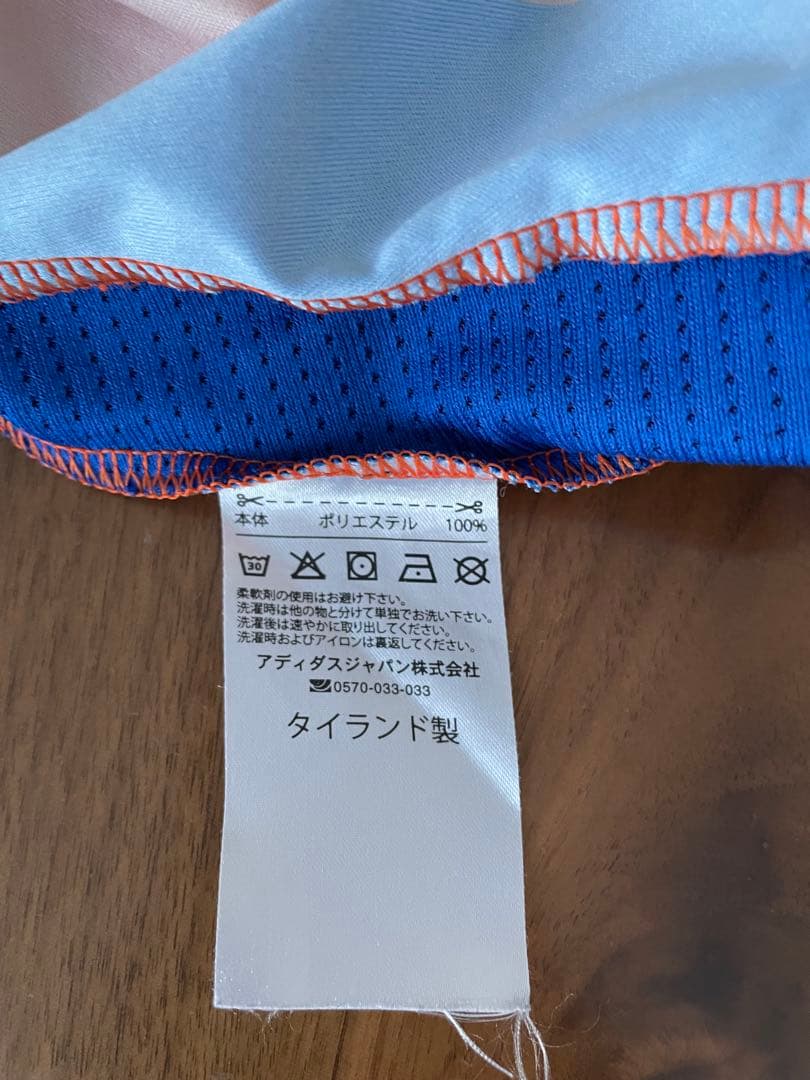 本体 ポリエステル 100%
30
柔軟剤の使用はお避け下さい。
洗濯時は他の物と分けて単独でお洗い下さい。
洗濯後は速やかに取り出してください。
洗濯時およびアイロンは裏返してください。
アディダスジャパン株式会社
0570-033-033
タイランド製